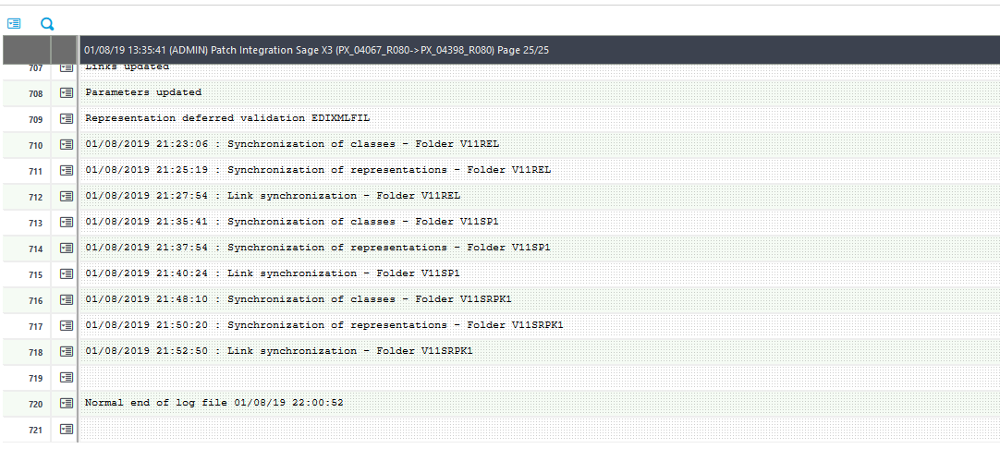 01/08/19 13:35:41 (ADMIN) Patch Integration Sage X3 (PX_04067_R080->PX_04398_R080) Page 25/25
707 Links updated
708 Parameters updated
709 Representation deferred validation EDIXMLFIL
710 01/08/2019 21:23:06 : Synchronization of classes - Folder V11REL
711 01/08/2019 21:25:19 : Synchronization of representations - Folder V11REL
712 01/08/2019 21:27:54 : Link synchronization - Folder V11REL
713 01/08/2019 21:35:41 : Synchronization of classes - Folder V11SP1
714 01/08/2019 21:37:54 : Synchronization of representations - Folder V11SP1
715 01/08/2019 21:40:24 : Link synchronization - Folder V11SP1
716 01/08/2019 21:48:10 : Synchronization of classes - Folder V11SRPK1
717 01/08/2019 21:50:20 : Synchronization of representations - Folder V11SRPK1
718 01/08/2019 21:52:50 : Link synchronization - Folder V11SRPK1
719
720 Normal end of log file 01/08/19 22:00:52
721